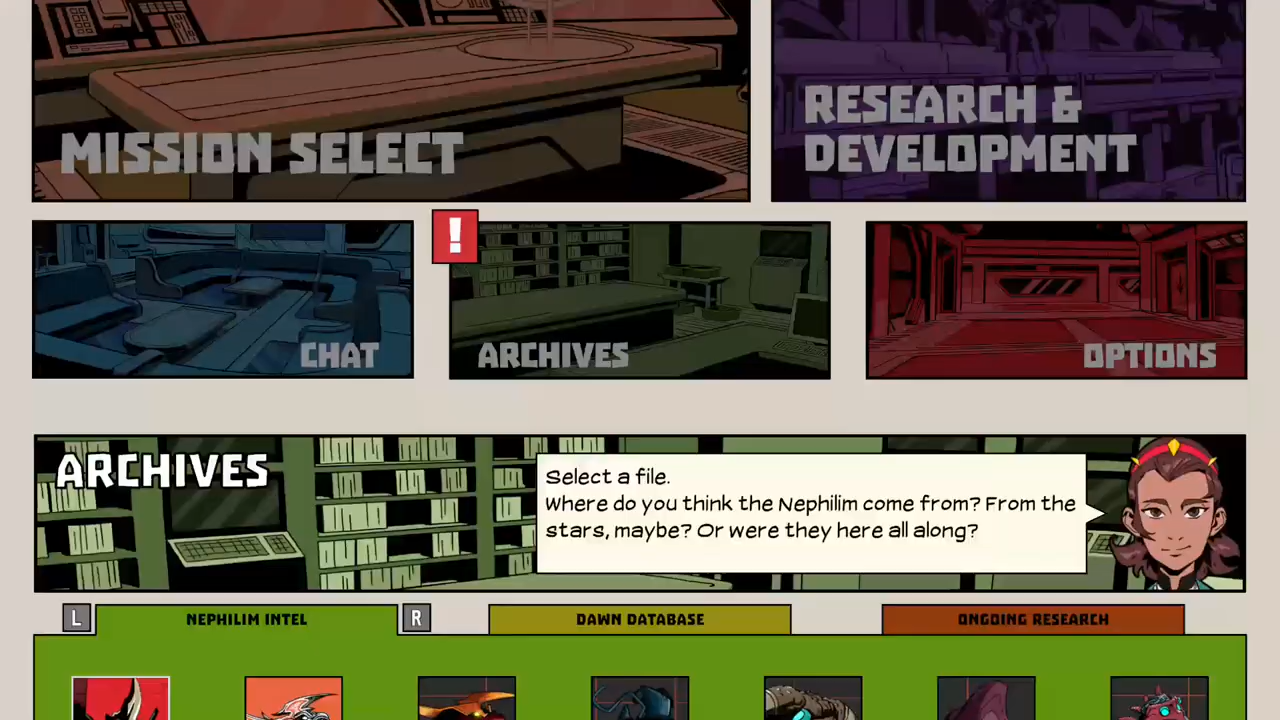 MISSION SELECT
RESEARCH &
DEVELOPMENT
!
CHAT
ARCHIVES
OPTIONS
ARCHIVES
Select a file.
Where do you think the Nephilim come from? From the
stars, maybe? Or were they here all along?
L
NEPHILIM INTEL
R
DAWN DATABASE
ONGOING RESEARCH